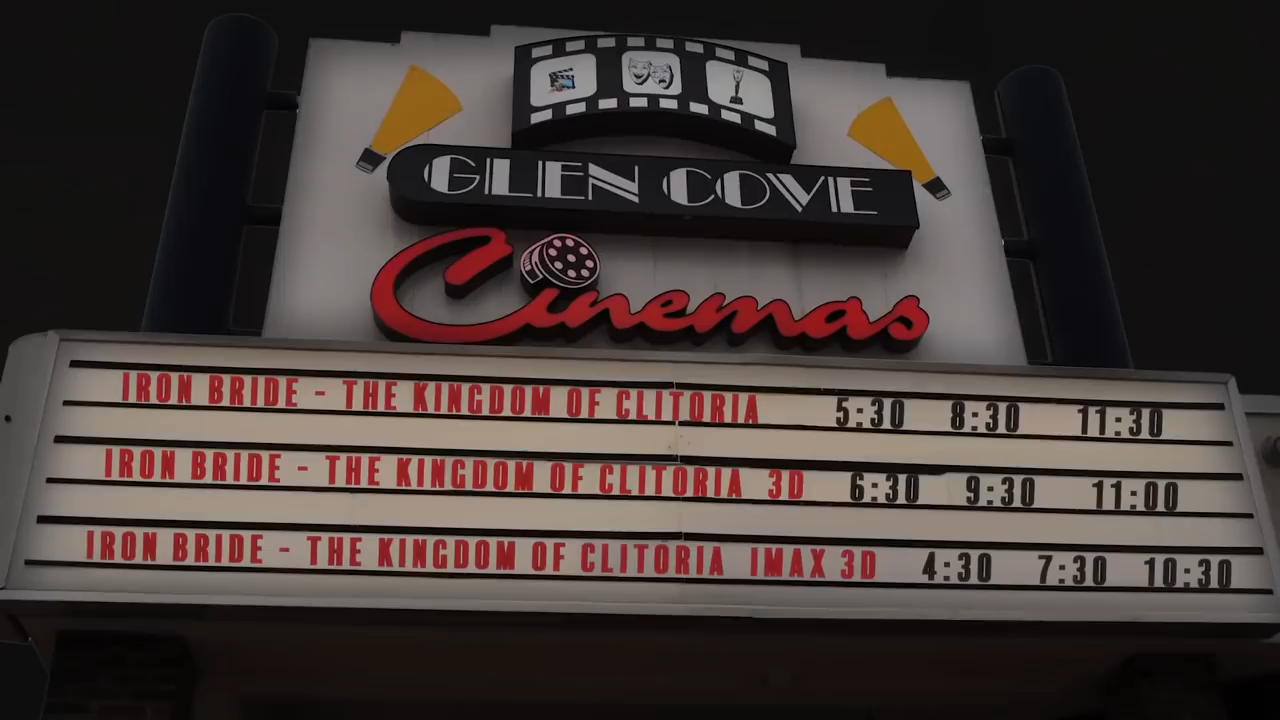 GLEN COVE
Cinemas
IRON BRIDE - THE KINGDOM OF CLITORIA 5:30 8:30 11:30
IRON BRIDE - THE KINGDOM OF CLITORIA 3D 6:30 9:30 11:00
IRON BRIDE - THE KINGDOM OF CLITORIA IMAX 3D 4:30 7:30 10:30